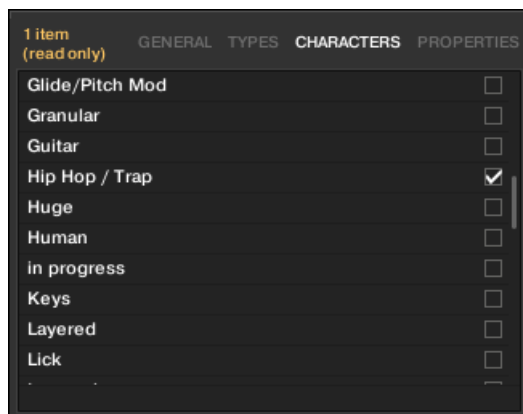 1 item
(read only)
GENERAL TYPES CHARACTERS PROPERTIES
Glide/Pitch Mod
Granular
Guitar
Hip Hop / Trap
Huge
Human
in progress
Keys
Layered
Lick